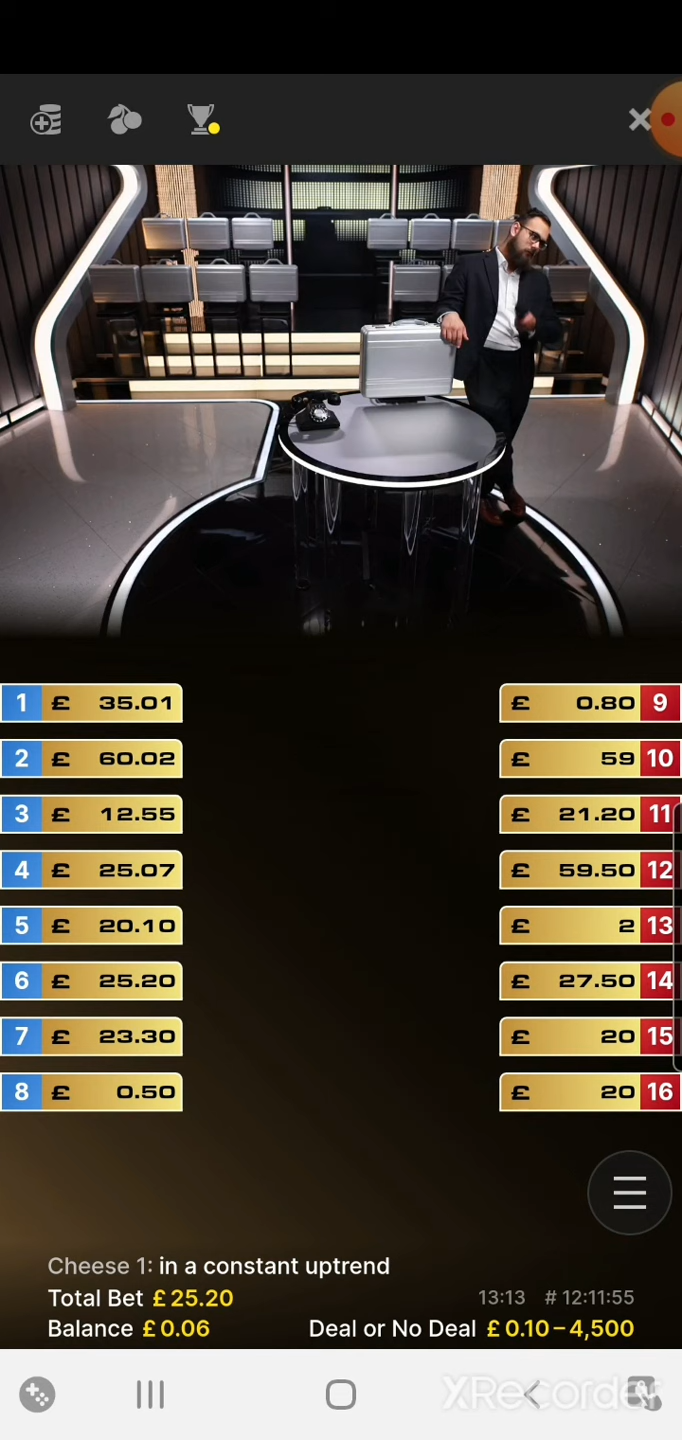 1 £ 35.01
£ 0.80 9
2 £ 60.02
£ 59 10
3 £ 12.55
£ 21.20 11
4 £ 25.07
£ 59.50 12
5 £ 20.10
£ 2 13
6 £ 25.20
£ 27.50 14
7 £ 23.30
£ 20 15
8 £ 0.50
£ 20 16
Cheese 1: in a constant uptrend
Total Bet £ 25.20
13:13 # 12:11:55
Balance £ 0.06
Deal or No Deal £ 0.10–4,500
XRecorder